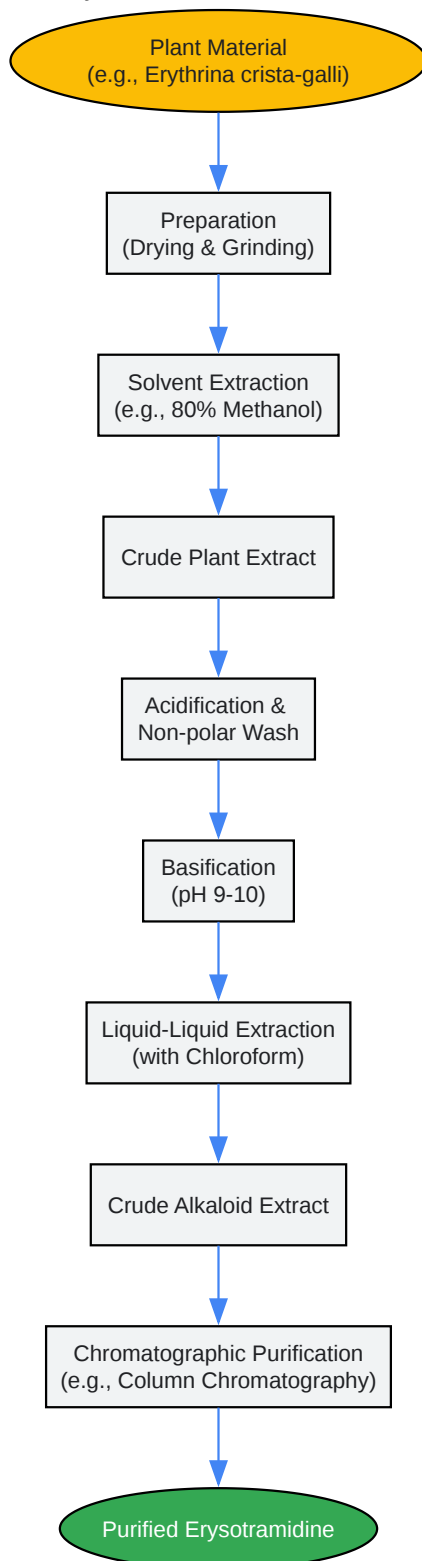 Plant Material
(e.g., Erythrina crista-galli)
Preparation
(Drying & Grinding)
Solvent Extraction
(e.g., 80% Methanol)
Crude Plant Extract
Acidification &
Non-polar Wash
Basification
(pH 9-10)
Liquid-Liquid Extraction
(with Chloroform)
Crude Alkaloid Extract
Chromatographic Purification
(e.g., Column Chromatography)
Purified Erysotramidine